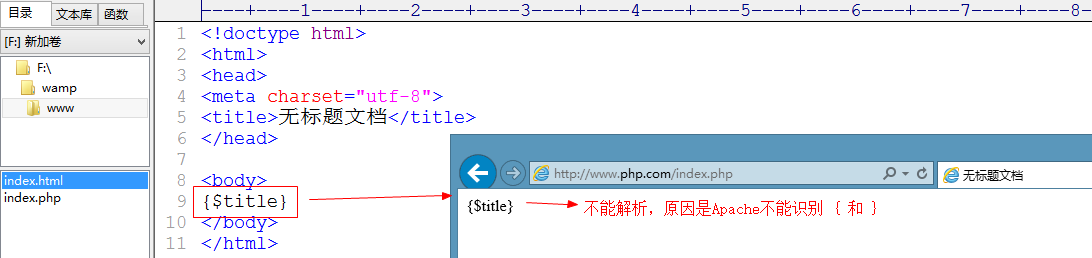 目录 文本库 函数
[F:] 新加卷
F:\
wamp
www
index.html
index.php
----+----1----+----2----+----3----+----4----+----5----+----6----+----7----+----8-
1 <!doctype html>
2 <html>
3 <head>
4 <meta charset="utf-8">
5 <title>无标题文档</title>
6 </head>
7
8 <body>
9 {$title}
10 </body>
11 </html>
http://www.php.com/index.php
无标题文档
{$title}
不能解析，原因是Apache不能识别 { 和 }